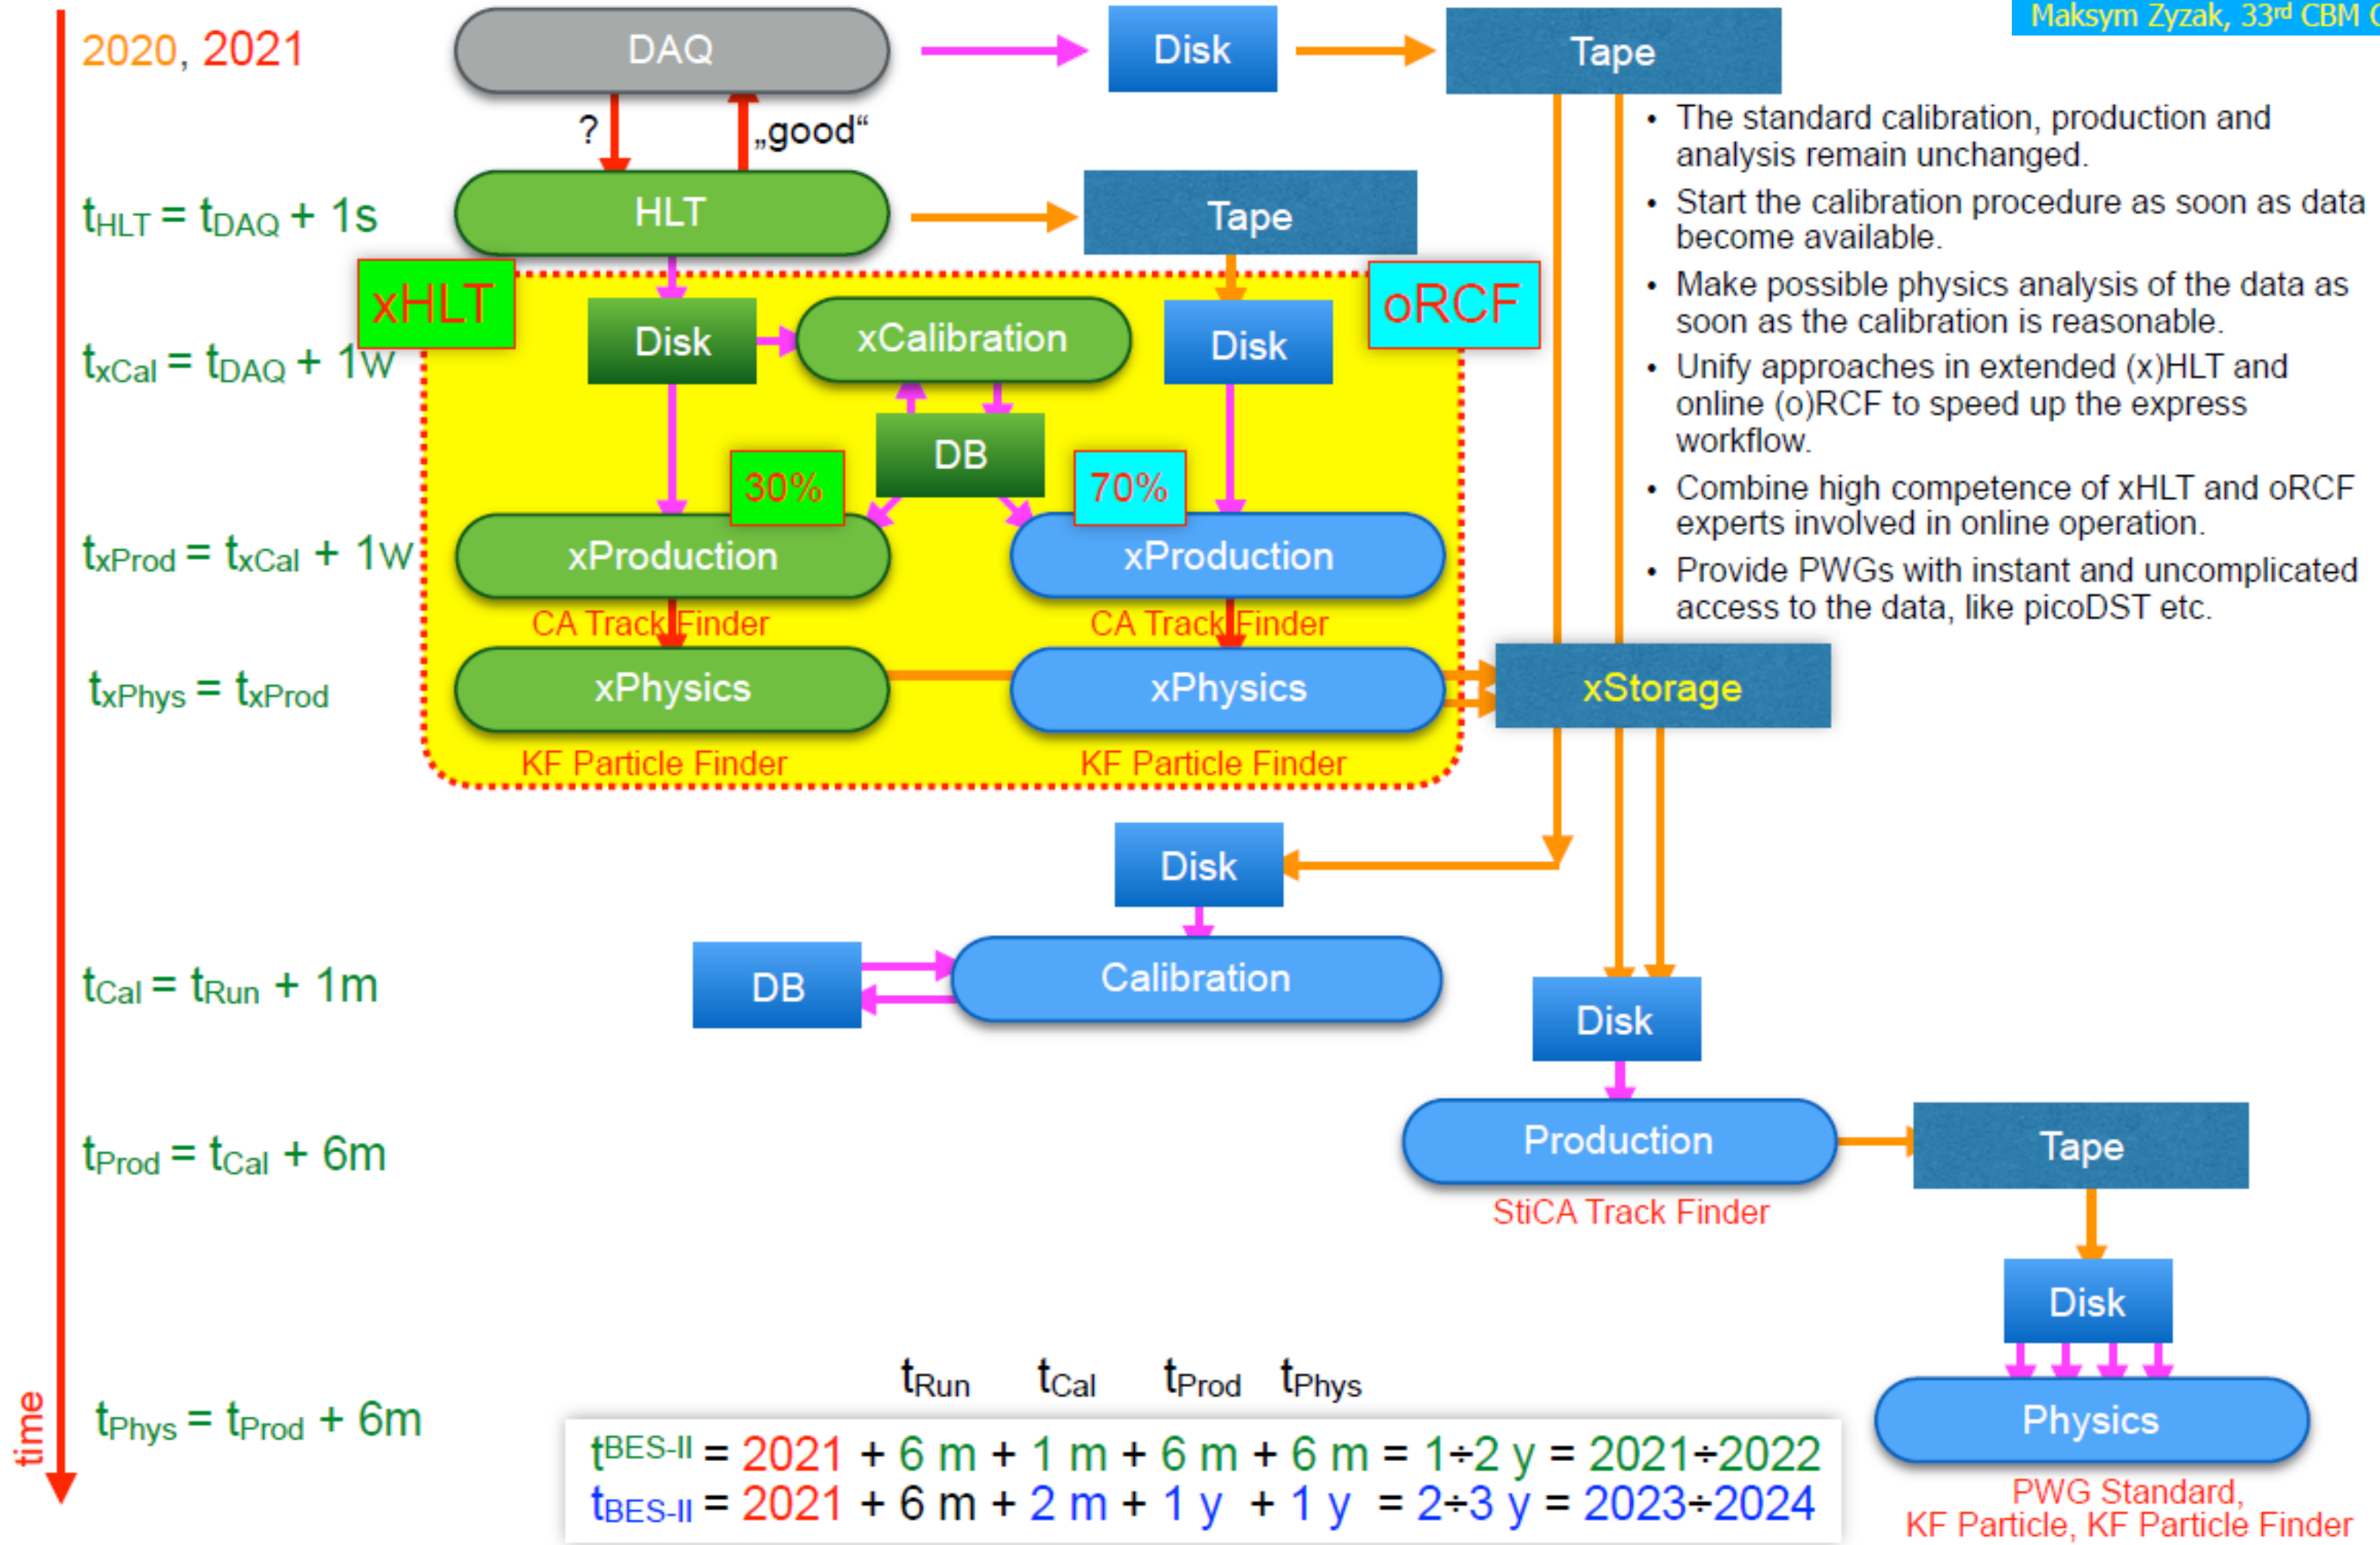 Maksym Zyzak, 33rd CBM C
2020, 2021
DAQ
Disk
Tape
?
„good“
• The standard calibration, production and
analysis remain unchanged.
• Start the calibration procedure as soon as data
become available.
• Make possible physics analysis of the data as
soon as the calibration is reasonable.
• Unify approaches in extended (x)HLT and
online (o)RCF to speed up the express
workflow.
• Combine high competence of xHLT and oRCF
experts involved in online operation.
• Provide PWGs with instant and uncomplicated
access to the data, like picoDST etc.
tHLT = tDAQ + 1s
HLT
Tape
xHLT
oRCF
Disk
xCalibration
Disk
txCal = tDAQ + 1w
DB
30%
70%
txProd = txCal + 1w
xProduction
xProduction
CA Track Finder
CA Track Finder
txPhys = txProd
xPhysics
xPhysics
xStorage
KF Particle Finder
KF Particle Finder
Disk
tCal = tRun + 1m
DB
Calibration
Disk
tProd = tCal + 6m
Production
Tape
StiCA Track Finder
Disk
time
tPhys = tProd + 6m
Physics
PWG Standard,
KF Particle, KF Particle Finder
tRun tCal tProd tPhys
tBES-II = 2021 + 6 m + 1 m + 6 m + 6 m = 1÷2 y = 2021÷2022
tBES-II = 2021 + 6 m + 2 m + 1 y + 1 y = 2÷3 y = 2023÷2024